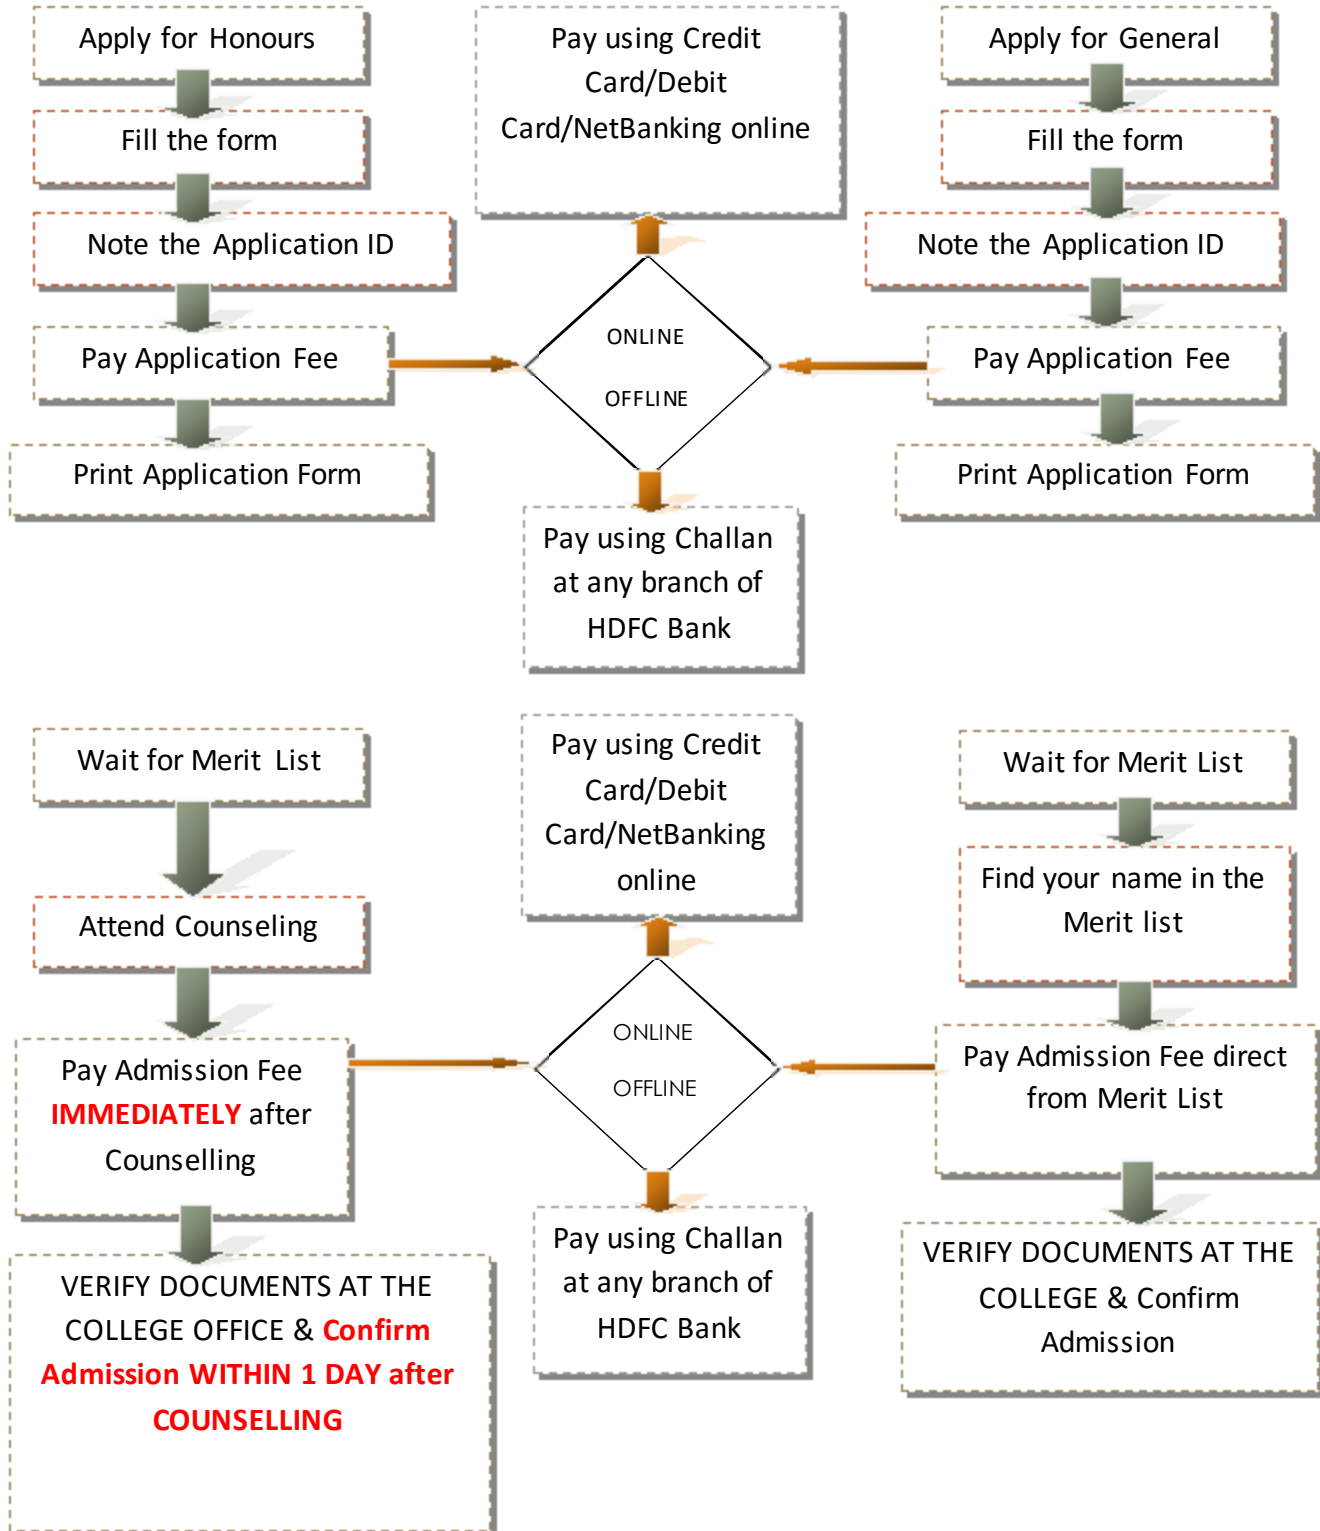 Apply for Honours
Fill the form
Note the Application ID
Pay Application Fee
Print Application Form
Pay using Credit
Card/Debit
Card/NetBanking online
ONLINE
OFFLINE
Pay using Challan
at any branch of
HDFC Bank
Apply for General
Fill the form
Note the Application ID
Pay Application Fee
Print Application Form
Wait for Merit List
Attend Counseling
Pay Admission Fee
IMMEDIATELY after
Counselling
VERIFY DOCUMENTS AT THE
COLLEGE OFFICE & Confirm
Admission WITHIN 1 DAY after
COUNSELLING
Pay using Credit
Card/Debit
Card/NetBanking
online
ONLINE
OFFLINE
Pay using Challan
at any branch of
HDFC Bank
Wait for Merit List
Find your name in the
Merit list
Pay Admission Fee direct
from Merit List
VERIFY DOCUMENTS AT THE
COLLEGE & Confirm
Admission